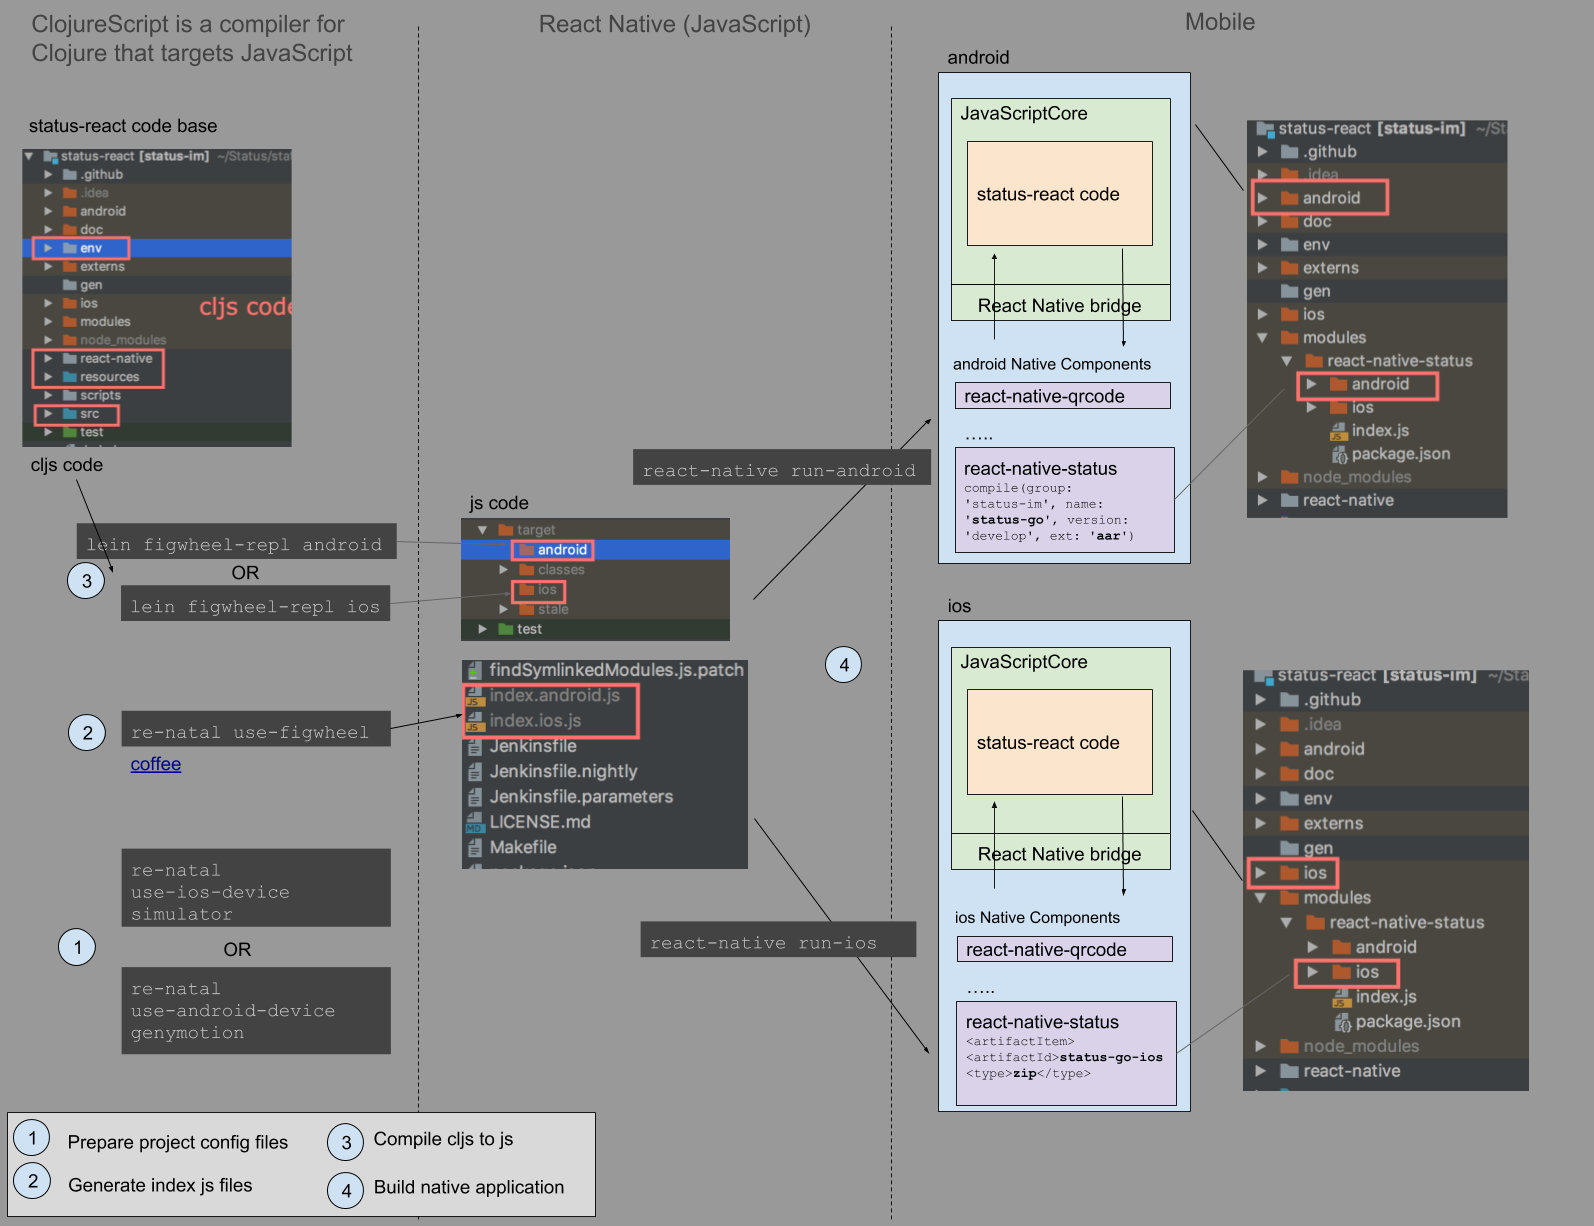 ClojureScript is a compiler for
Clojure that targets JavaScript
status-react code base
status-react [status-im] ~/Status/stat
.github
.idea
android
doc
env
externs
gen
ios
cljs code
modules
node_modules
react-native
resources
scripts
src
test
cljs code
lein figwheel-repl android
OR
3
lein figwheel-repl ios
2
re-natal use-figwheel
coffee
re-natal
use-ios-device
simulator
1
OR
re-natal
use-android-device
genymotion
React Native (JavaScript)
react-native run-android
js code
target
android
classes
ios
stale
test
4
findSymlinkedModules.js.patch
index.android.js
index.ios.js
Jenkinsfile
Jenkinsfile.nightly
Jenkinsfile.parameters
LICENSE.md
Makefile
react-native run-ios
Mobile
android
JavaScriptCore
status-react code
React Native bridge
android Native Components
react-native-qrcode
.....
react-native-status
compile(group:
'status-im', name:
'status-go', version:
'develop', ext: 'aar')
status-react [status-im] ~/St
.github
.idea
android
doc
env
externs
gen
ios
modules
react-native-status
android
ios
index.js
package.json
node_modules
react-native
ios
JavaScriptCore
status-react code
React Native bridge
ios Native Components
react-native-qrcode
.....
react-native-status
<artifactItem>
<artifactId>status-go-ios
<type>zip</type>
status-react [status-im] ~/Sta
.github
.idea
android
doc
env
externs
gen
ios
modules
react-native-status
android
ios
index.js
package.json
node_modules
react-native
1 Prepare project config files
2 Generate index js files
3 Compile cljs to js
4 Build native application